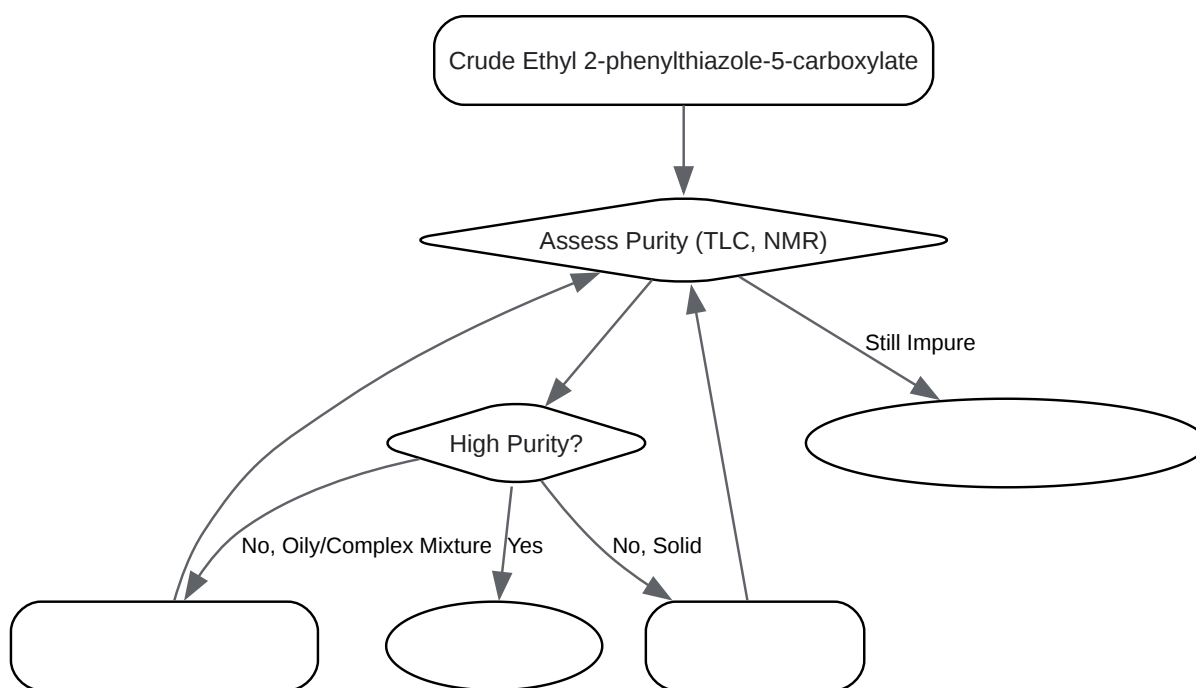 Crude Ethyl 2-phenylthiazole-5-carboxylate
Assess Purity (TLC, NMR)
Still Impure
High Purity?
No, Oily/Complex Mixture
Yes
No, Solid